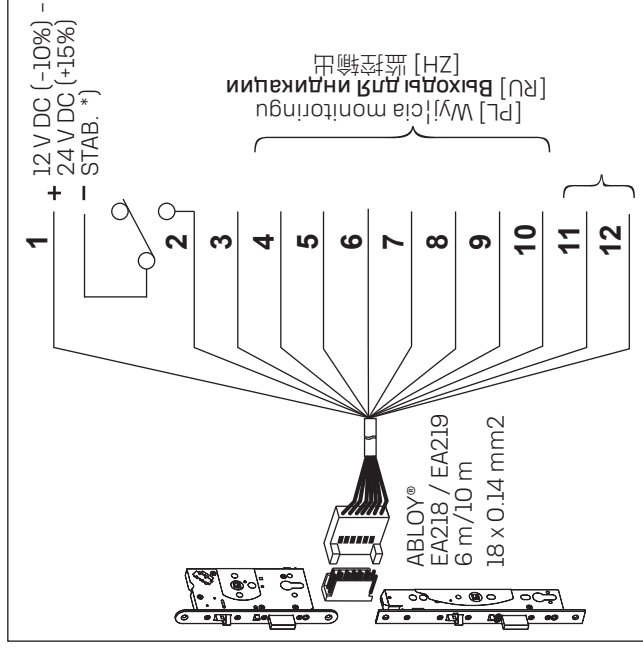 1
+
12 V DC (-10%) -
24 V DC (+15%)
–
STAB. *)
2
3
4
5
6
7
8
9
10
11
12
[PL] Wyj¦cia monitoringu
[RU] Выходы для индикации
[ZH] 监控输出
ABLOY®
EA218 / EA219
6 m/10 m
18 x 0.14 mm2